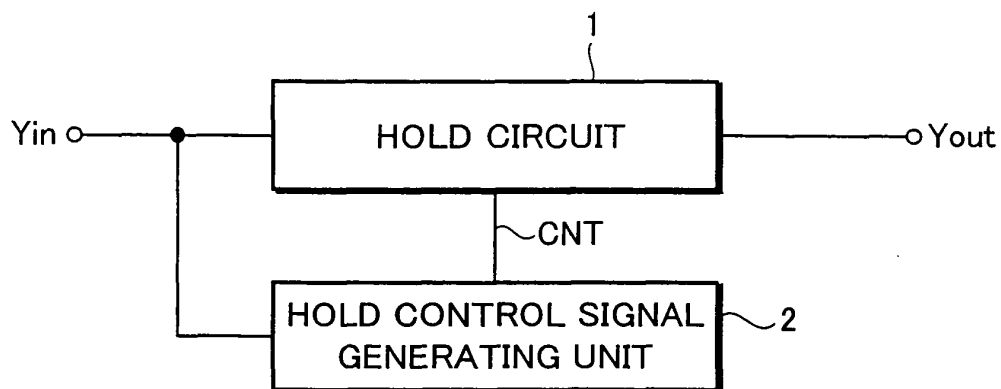 1
Yin
HOLD CIRCUIT
Yout
CNT
HOLD CONTROL SIGNAL
GENERATING UNIT
2